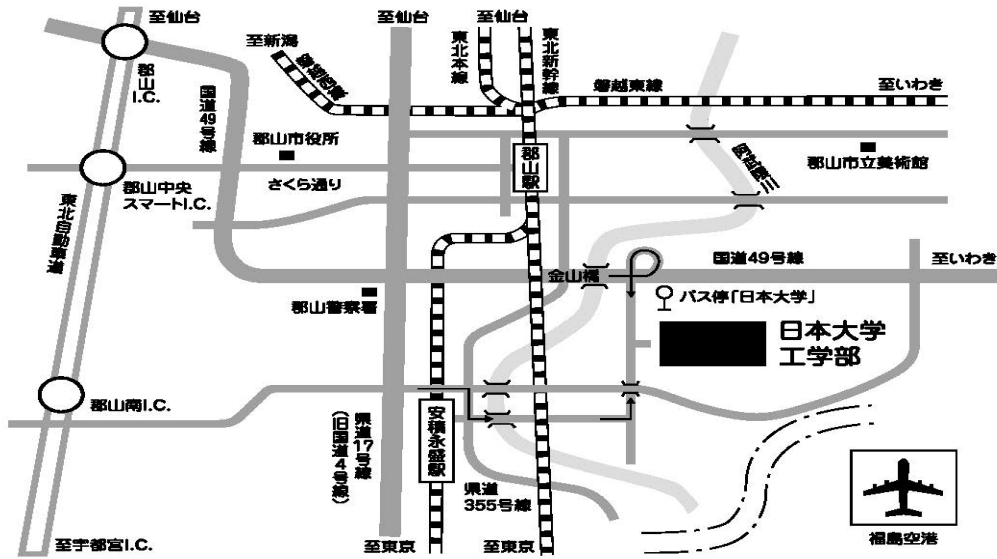 至仙台
至仙台
至仙台
至新潟
東北本線
東北新幹線
磐越西線
磐越東線
至いわき
郡山
I.C.
国道49号線
郡山市役所
郡山駅
郡山市立美術館
さくら通り
郡山中央
スマートI.C.
東北自動車道
金山橋
国道49号線
至いわき
バス停「日本大学」
郡山警察署
日本大学
工学部
郡山南I.C.
県道17号線
(旧国道4号線)
安積永盛駅
県道
355号線
至宇都宮I.C.
至東京
至東京
福島空港